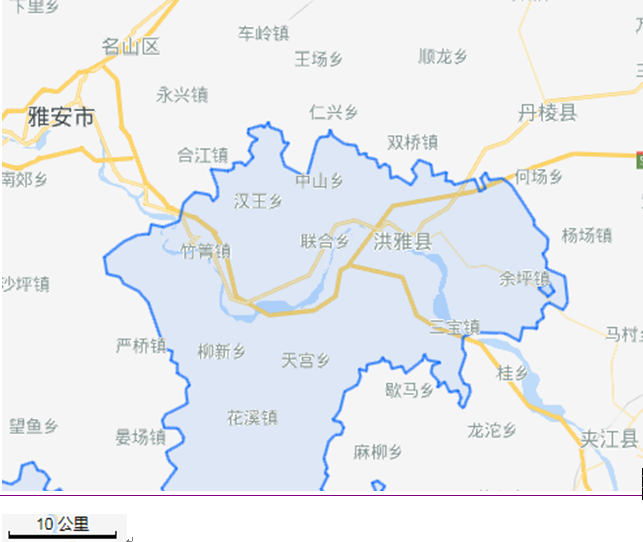 下里乡
名山区
车岭镇
王场乡
顺龙乡
永兴镇
雅安市
仁兴乡
丹棱县
双桥镇
合江镇
南郊乡
中山乡
何场乡
汉王乡
杨场镇
联合乡
洪雅县
竹箐镇
沙坪镇
余坪镇
三宝镇
马村乡
严桥镇
柳新乡
天宫乡
桂乡
歇马乡
花溪镇
望鱼乡
晏场镇
龙沱乡
夹江县
麻柳乡
10 公里